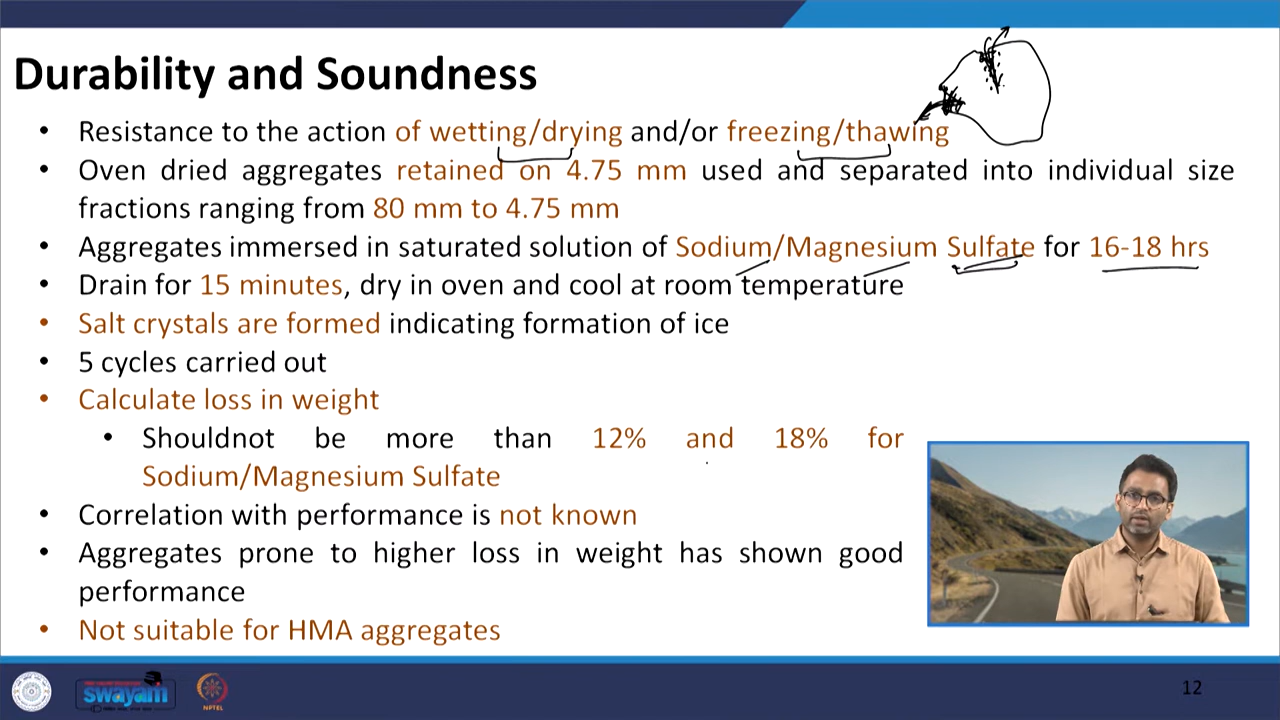 Durability and Soundness
• Resistance to the action of wetting/drying and/or freezing/thawing
• Oven dried aggregates retained on 4.75 mm used and separated into individual size
fractions ranging from 80 mm to 4.75 mm
• Aggregates immersed in saturated solution of Sodium/Magnesium Sulfate for 16-18 hrs
• Drain for 15 minutes, dry in oven and cool at room temperature
• Salt crystals are formed indicating formation of ice
• 5 cycles carried out
• Calculate loss in weight
• Shouldnot be more than 12% and 18% for
Sodium/Magnesium Sulfate
• Correlation with performance is not known
• Aggregates prone to higher loss in weight has shown good
performance
• Not suitable for HMA aggregates
swayam
NPTEL
12